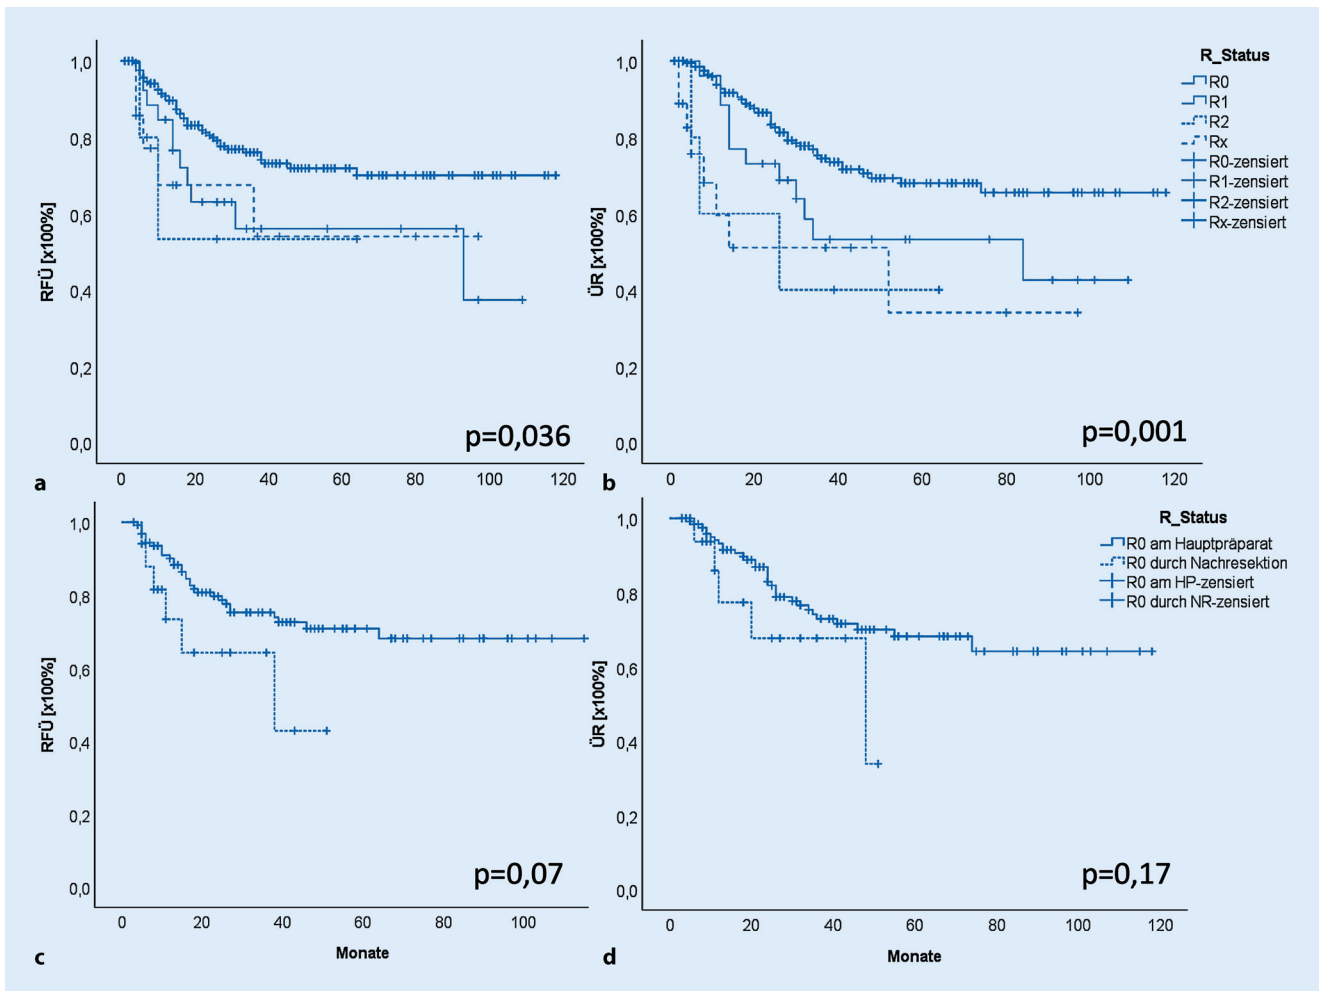 1,0
0,8
0,6
0,4
0,2
0,0
RFÜ [x100%]
p=0,036
0 20 40 60 80 100 120
a
1,0
0,8
0,6
0,4
0,2
0,0
ÜR [x100%]
p=0,001
0 20 40 60 80 100 120
b
R_Status
R0
R1
R2
Rx
R0-zensiert
R1-zensiert
R2-zensiert
Rx-zensiert
1,0
0,8
0,6
0,4
0,2
0,0
RFÜ [x100%]
p=0,07
0 20 40 60 80 100
Monate
c
1,0
0,8
0,6
0,4
0,2
0,0
ÜR [x100%]
p=0,17
0 20 40 60 80 100 120
Monate
d
R_Status
R0 am Hauptpräparat
R0 durch Nachresektion
R0 am HP-zensiert
R0 durch NR-zensiert